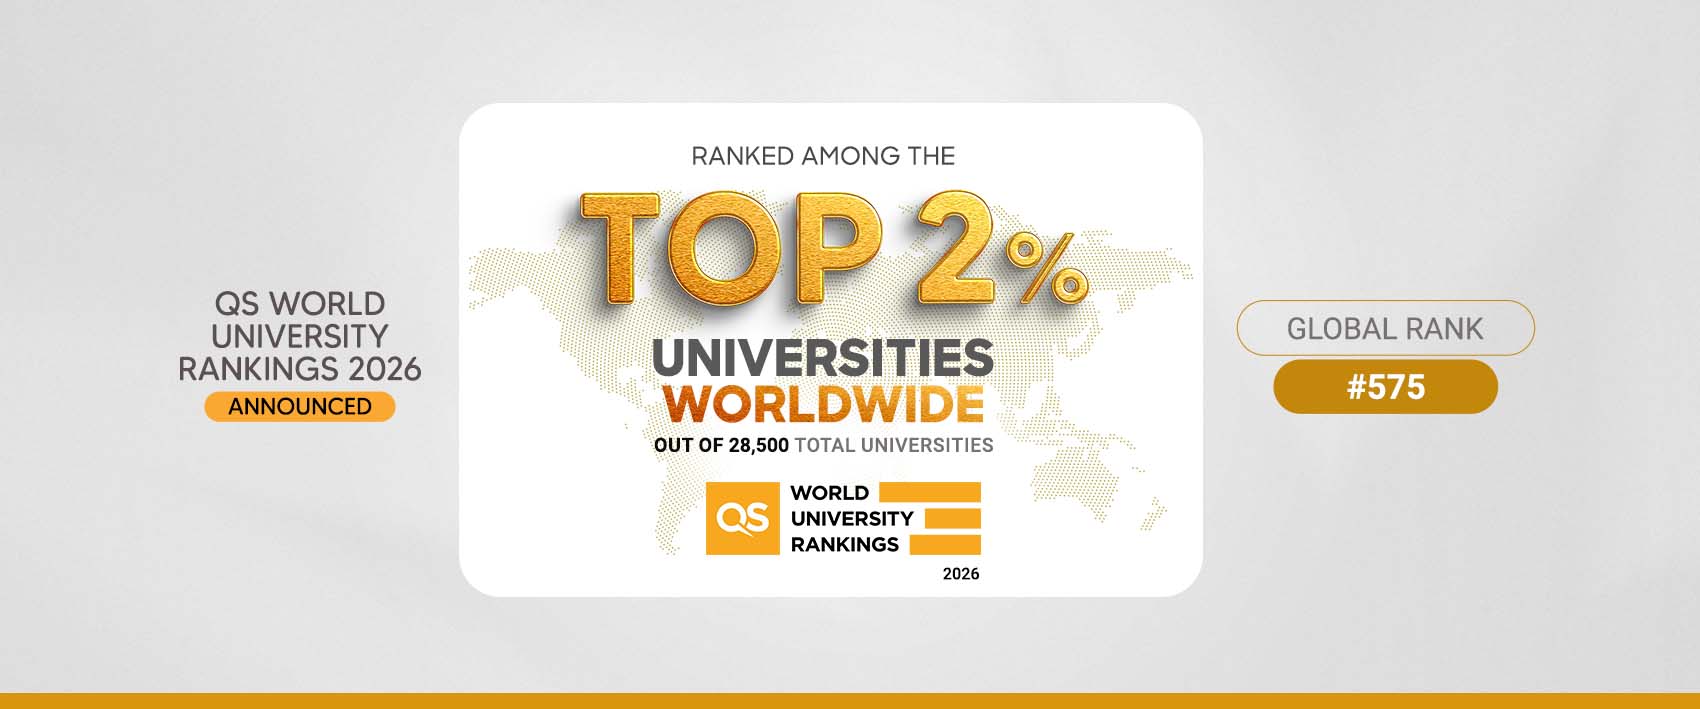 QS WORLD
UNIVERSITY
RANKINGS 2026
ANNOUNCED
RANKED AMONG THE
TOP 2%
UNIVERSITIES
WORLDWIDE
OUT OF 28,500 TOTAL UNIVERSITIES
QS
WORLD
UNIVERSITY
RANKINGS
2026
GLOBAL RANK
#575